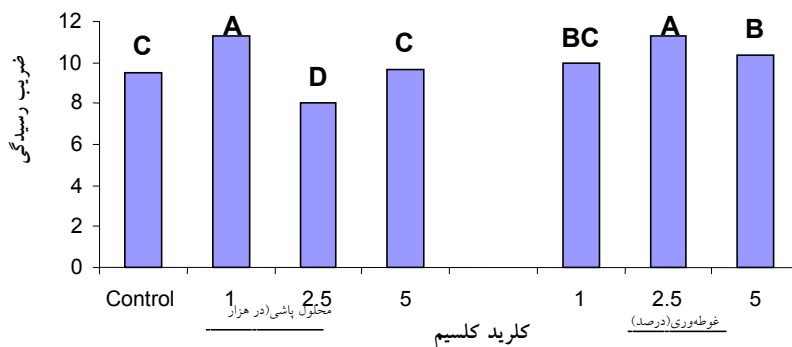 ضریب رسیدگی
12
10
8
6
4
2
0
C
A
D
C
BC
A
B
Control
1
2.5
5
1
2.5
5
محلول پاشی(در هزار
غوطه‌وری(درصد)
کلرید کلسیم